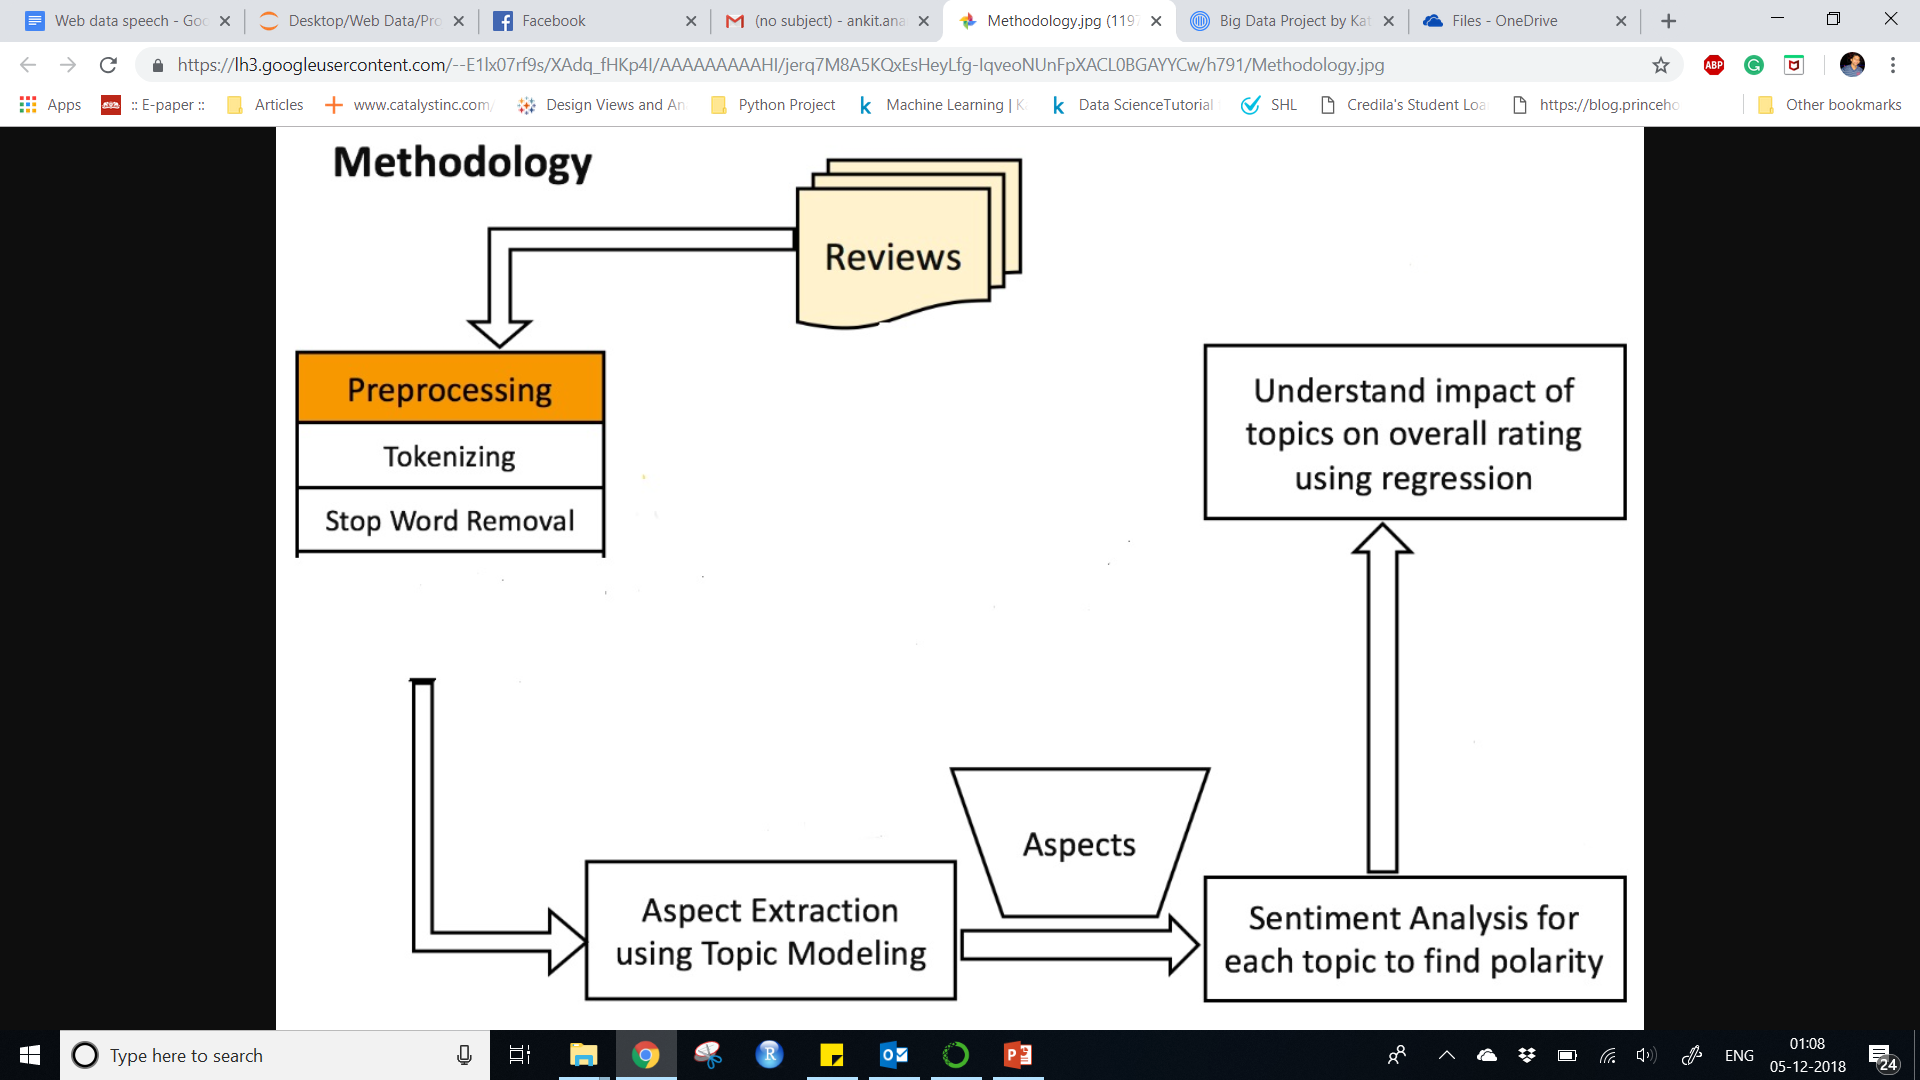 Web data speech - Goo
Desktop/Web Data/Pro
Facebook
(no subject) - ankit.ana
Methodology.jpg (1197
Big Data Project by Kat
Files - OneDrive
https://lh3.googleusercontent.com/--E1lx07rf9s/XAdq_fHKp4I/AAAAAAAAAHI/jerq7M8A5KQxEsHeyLfg-IqveoNUnFpXACL0BGAYYCw/h791/Methodology.jpg
ABP
Apps
:: E-paper ::
Articles
www.catalystinc.com/
Design Views and An
Python Project
k
Machine Learning | K
k
Data ScienceTutorial
SHL
Credila's Student Loa
https://blog.princeho
Other bookmarks
Methodology
Reviews
Preprocessing
Tokenizing
Stop Word Removal
Understand impact of
topics on overall rating
using regression
Aspects
Aspect Extraction
using Topic Modeling
Sentiment Analysis for
each topic to find polarity
Type here to search
R
ENG
01:08
05-12-2018
24